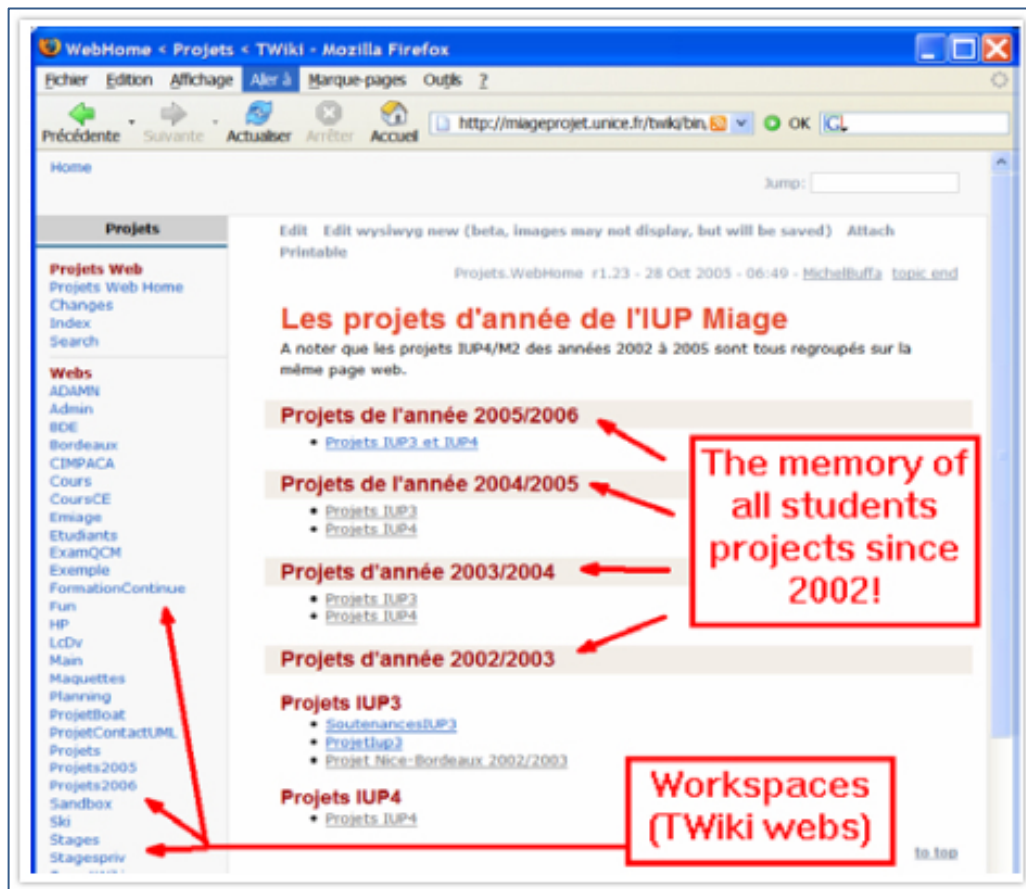 WebHome < Projets < TWiki - Mozilla Firefox
Fichier Edition Affichage Aller à Marque-pages Outils ?
Précédente Suivante Actualiser Arrêter Accueil http://miageprojet.unice.fr/twiki/bin, OK G
Home
Jump:
Projets
Projets Web
Projets Web Home
Changes
Index
Search
Webs
ADAMN
Admin
BDE
Bordeaux
CIMPACA
Cours
CoursCE
Emiage
Etudiants
ExamQCM
Exemple
FormationContinue
Fun
HP
LcDv
Main
Maquettes
Planning
ProjetBoat
ProjetContactUML
Projets
Projets2005
Projets2006
Sandbox
Ski
Stages
Stagespriv
Edit Edit wysiwyg new (beta, images may not display, but will be saved) Attach
Printable
Projets.WebHome r1.23 - 28 Oct 2005 - 06:49 - MichelBuffa topic end
Les projets d'année de l'IUP Miage
A noter que les projets IUP4/M2 des années 2002 à 2005 sont tous regroupés sur la
même page web.
Projets de l'année 2005/2006
Projets IUP3 et IUP4
Projets de l'année 2004/2005
Projets IUP3
Projets IUP4
Projets d'année 2003/2004
Projets IUP3
Projets IUP4
Projets d'année 2002/2003
Projets IUP3
SoutenancesIUP3
ProjetIup3
Projet Nice-Bordeaux 2002/2003
Projets IUP4
Projets IUP4
to top
The memory of
all students
projects since
2002!
Workspaces
(TWiki webs)